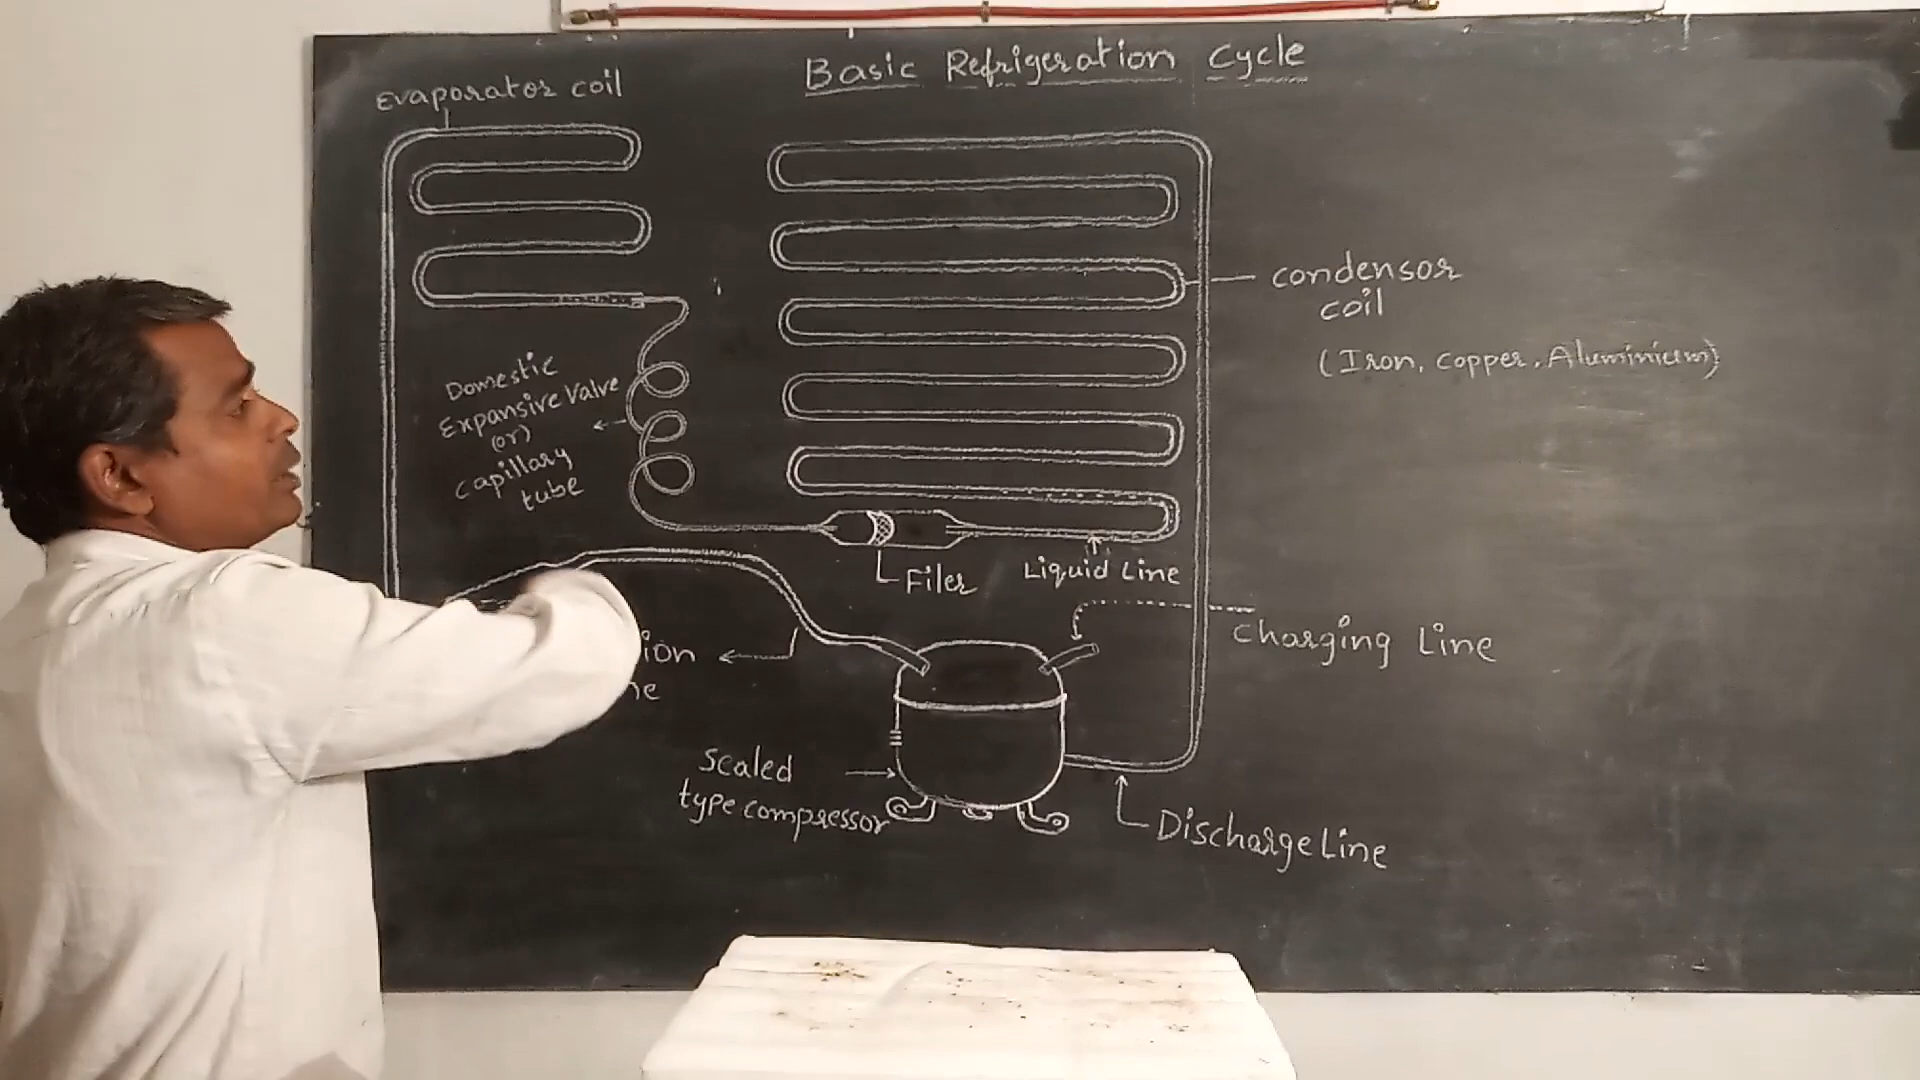 Basic Refrigeration Cycle
Evaporator coil
condensor
coil
(Iron, copper, Aluminium)
Domestic
Expansive Valve
(or)
capillary
tube
Filer
Liquid Line
charging Line
ion
ne
Sealed
type compressor
Discharge Line